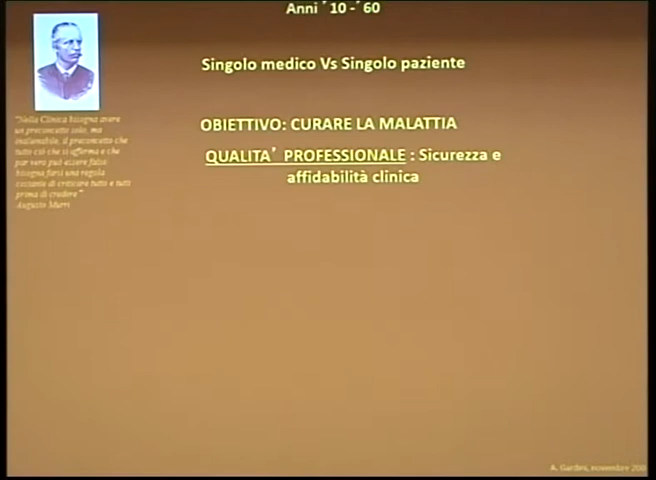 Anni ´10 -´60
Singolo medico Vs Singolo paziente
OBIETTIVO: CURARE LA MALATTIA
QUALITA’ PROFESSIONALE : Sicurezza e
affidabilità clinica
"Nella Clinica bisogna avere
un preconcetto solo, ma
inalienabile, il preconcetto che
tutto ciò che si afferma e che
par vero può essere falso:
bisogna farsi una regola
costante di criticare tutto e tutti
prima di credere"
Augusto Murri
A. Gardini, novembre 200